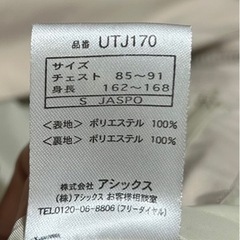 品番 UTJ170
サイズ
チェスト 85～91
身長 162～168
S JASPO
＜表地＞ ポリエステル 100%
＜裏地＞ ポリエステル 100%
株式会社 アシックス
(株) アシックス お客様相談室
TEL0120-06-8806 (フリーダイヤル)